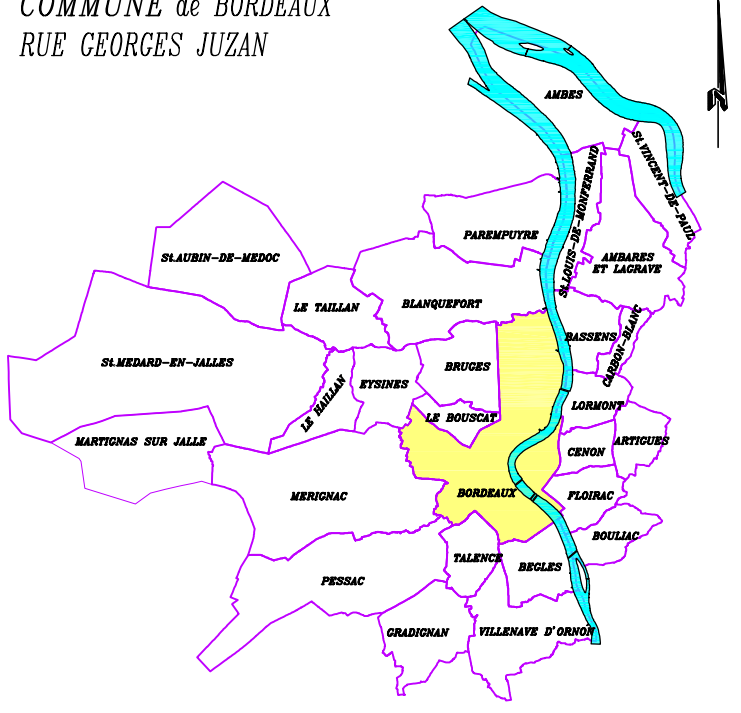 COMMUNE de BORDEAUX
RUE GEORGES JUZAN
AMBES
St.VINCENT-DE-PAUL
St.LOUIS-DE-MONFERRAND
PAREMPUYRE
St.AUBIN-DE-MEDOC
AMBARES
ET LAGRAVE
LE TAILLAN
BLANQUEFORT
BASSENS
CARBON-BLANC
St.MEDARD-EN-JALLES
BRUGES
EYSINES
LE HAILLAN
LE BOUSCAT
LORMONT
MARTIGNAS SUR JALLE
ARTIGUES
CENON
MERIGNAC
BORDEAUX
FLOIRAC
BOULIAC
TALENCE
BEGLES
PESSAC
GRADIGNAN
VILLENAVE D'ORNON